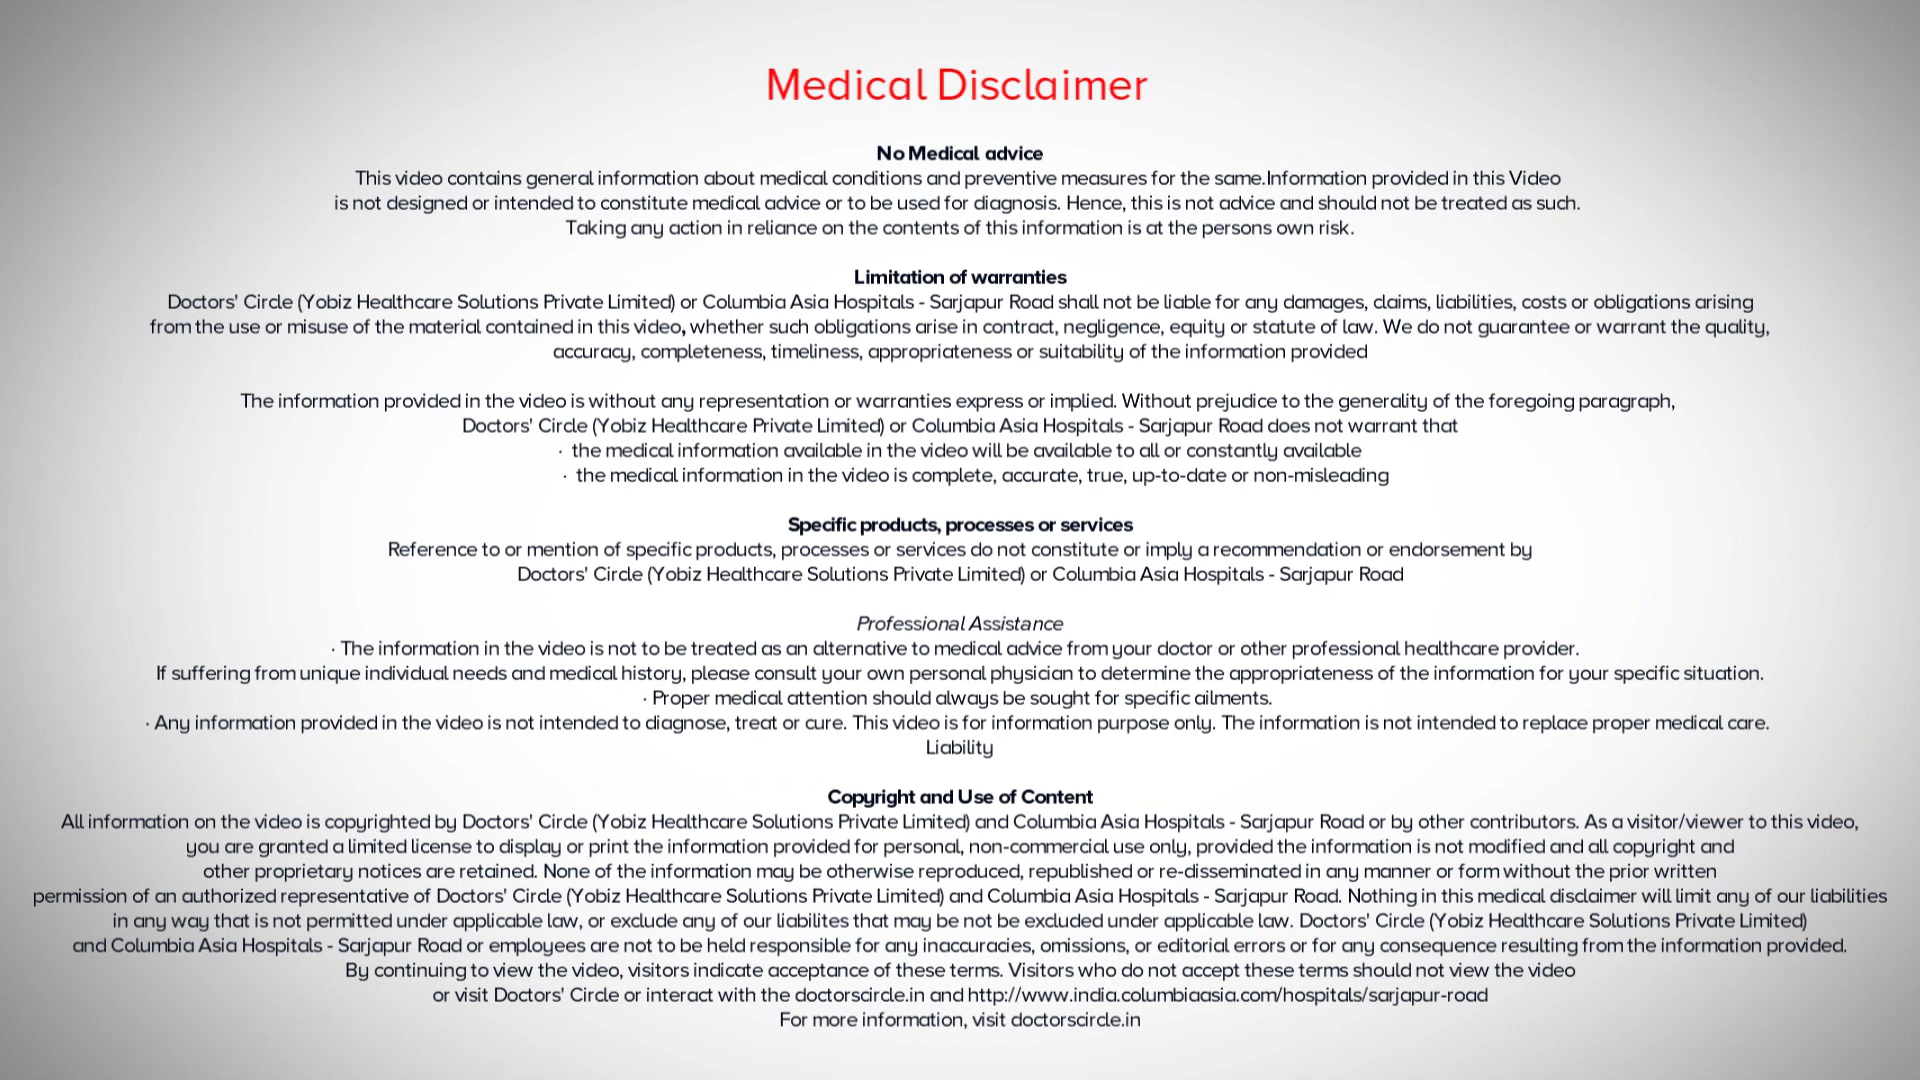 Medical Disclaimer
No Medical advice
This video contains general information about medical conditions and preventive measures for the same.Information provided in this Video
is not designed or intended to constitute medical advice or to be used for diagnosis. Hence, this is not advice and should not be treated as such.
Taking any action in reliance on the contents of this information is at the persons own risk.
Limitation of warranties
Doctors' Circle (Yobiz Healthcare Solutions Private Limited) or Columbia Asia Hospitals - Sarjapur Road shall not be liable for any damages, claims, liabilities, costs or obligations arising
from the use or misuse of the material contained in this video, whether such obligations arise in contract, negligence, equity or statute of law. We do not guarantee or warrant the quality,
accuracy, completeness, timeliness, appropriateness or suitability of the information provided
The information provided in the video is without any representation or warranties express or implied. Without prejudice to the generality of the foregoing paragraph,
Doctors' Circle (Yobiz Healthcare Private Limited) or Columbia Asia Hospitals - Sarjapur Road does not warrant that
· the medical information available in the video will be available to all or constantly available
· the medical information in the video is complete, accurate, true, up-to-date or non-misleading
Specific products, processes or services
Reference to or mention of specific products, processes or services do not constitute or imply a recommendation or endorsement by
Doctors' Circle (Yobiz Healthcare Solutions Private Limited) or Columbia Asia Hospitals - Sarjapur Road
Professional Assistance
· The information in the video is not to be treated as an alternative to medical advice from your doctor or other professional healthcare provider.
If suffering from unique individual needs and medical history, please consult your own personal physician to determine the appropriateness of the information for your specific situation.
· Proper medical attention should always be sought for specific ailments.
· Any information provided in the video is not intended to diagnose, treat or cure. This video is for information purpose only. The information is not intended to replace proper medical care.
Liability
Copyright and Use of Content
All information on the video is copyrighted by Doctors' Circle (Yobiz Healthcare Solutions Private Limited) and Columbia Asia Hospitals - Sarjapur Road or by other contributors. As a visitor/viewer to this video,
you are granted a limited license to display or print the information provided for personal, non-commercial use only, provided the information is not modified and all copyright and
other proprietary notices are retained. None of the information may be otherwise reproduced, republished or re-disseminated in any manner or form without the prior written
permission of an authorized representative of Doctors' Circle (Yobiz Healthcare Solutions Private Limited) and Columbia Asia Hospitals - Sarjapur Road. Nothing in this medical disclaimer will limit any of our liabilities
in any way that is not permitted under applicable law, or exclude any of our liabilites that may be not be excluded under applicable law. Doctors' Circle (Yobiz Healthcare Solutions Private Limited)
and Columbia Asia Hospitals - Sarjapur Road or employees are not to be held responsible for any inaccuracies, omissions, or editorial errors or for any consequence resulting from the information provided.
By continuing to view the video, visitors indicate acceptance of these terms. Visitors who do not accept these terms should not view the video
or visit Doctors' Circle or interact with the doctorscircle.in and http://www.india.columbiaasia.com/hospitals/sarjapur-road
For more information, visit doctorscircle.in